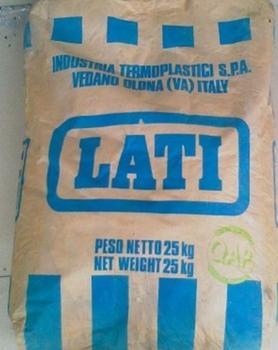 INDUSTRIA TERMOPLASTICI S.P.A.
VEDANO OLONA (VA) ITALY
LATI
PESO NETTO 25 kg
NET WEIGHT 25 kg